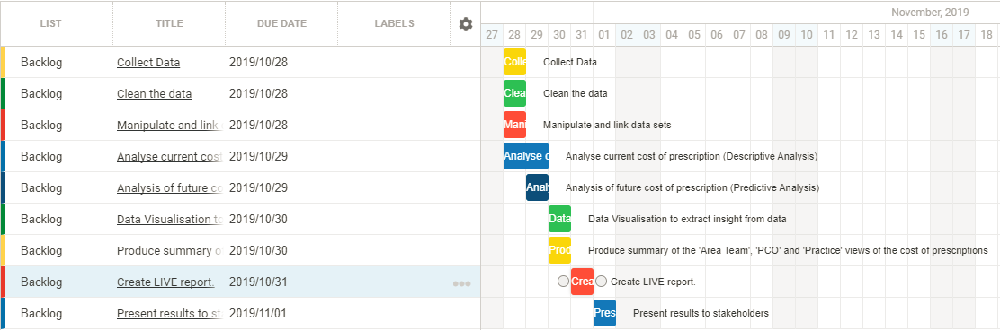 LIST TITLE DUE DATE LABELS November, 2019
27 28 29 30 31 01 02 03 04 05 06 07 08 09 10 11 12 13 14 15 16 17 18
Backlog Collect Data 2019/10/28 Colle Collect Data
Backlog Clean the data 2019/10/28 Clea Clean the data
Backlog Manipulate and link 2019/10/28 Mani Manipulate and link data sets
Backlog Analyse current cost 2019/10/29 Analyse c Analyse current cost of prescription (Descriptive Analysis)
Backlog Analysis of future co 2019/10/29 Analy Analysis of future cost of prescription (Predictive Analysis)
Backlog Data Visualisation to 2019/10/30 Data Data Visualisation to extract insight from data
Backlog Produce summary o 2019/10/30 Prod Produce summary of the 'Area Team', 'PCO' and 'Practice' views of the cost of prescriptions
Backlog Create LIVE report. 2019/10/31 Crea Create LIVE report.
Backlog Present results to st 2019/11/01 Pres Present results to stakeholders